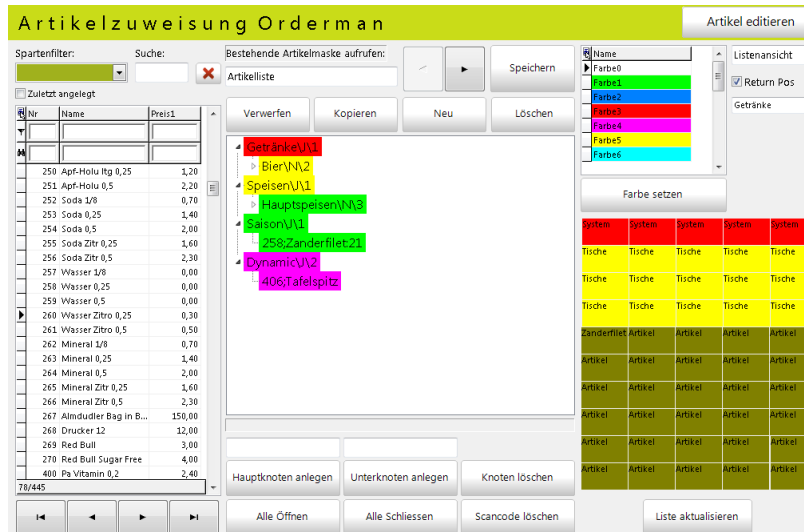 Artikelzuweisung Orderman
Artikel editieren
Spartenfilter:
Suche:
Zuletzt angelegt
Nr Name Preis1
250 Apf-Holu ltg 0,25 1,20
251 Apf-Holu 0,5 2,20
252 Soda 1/8 0,70
253 Soda 0,25 1,40
254 Soda 0,5 2,00
255 Soda Zitr 0,25 1,60
256 Soda Zitr 0,5 2,30
257 Wasser 1/8 0,00
258 Wasser 0,25 0,00
259 Wasser 0,5 0,00
260 Wasser Zitro 0,25 0,30
261 Wasser Zitro 0,5 0,50
262 Mineral 1/8 0,70
263 Mineral 0,25 1,40
264 Mineral 0,5 2,00
265 Mineral Zitr 0,25 1,60
266 Mineral Zitr 0,5 2,30
267 Almdudler Bag in B... 150,00
268 Drucker 12 12,00
269 Red Bull 3,00
270 Red Bull Sugar Free 4,00
400 Pa Vitamin 0,2 2,40
78/445
Bestehende Artikelmaske aufrufen:
Artikelliste
Speichern
Verwerfen
Kopieren
Neu
Löschen
Getränke\J\1
Bier\N\2
Speisen\J\1
Hauptspeisen\N\3
Saison\J\1
258;Zanderfilet:21
Dynamic\J\2
406;Tafelspitz
Hauptknoten anlegen
Unterknoten anlegen
Knoten löschen
Alle Öffnen
Alle Schliessen
Scancode löschen
Name
Farbe0
Farbe1
Farbe2
Farbe3
Farbe4
Farbe5
Farbe6
Listenansicht
Return Pos
Getränke
Farbe setzen
System System System System System
Tische Tische Tische Tische Tische
Tische Tische Tische Tische Tische
Tische Tische Tische Tische Tische
Zanderfilet Artikel Artikel Artikel Artikel
Artikel Artikel Artikel Artikel Artikel
Artikel Artikel Artikel Artikel Artikel
Artikel Artikel Artikel Artikel Artikel
Artikel Artikel Artikel Artikel Artikel
Artikel Artikel Artikel Artikel Artikel
Liste aktualisieren